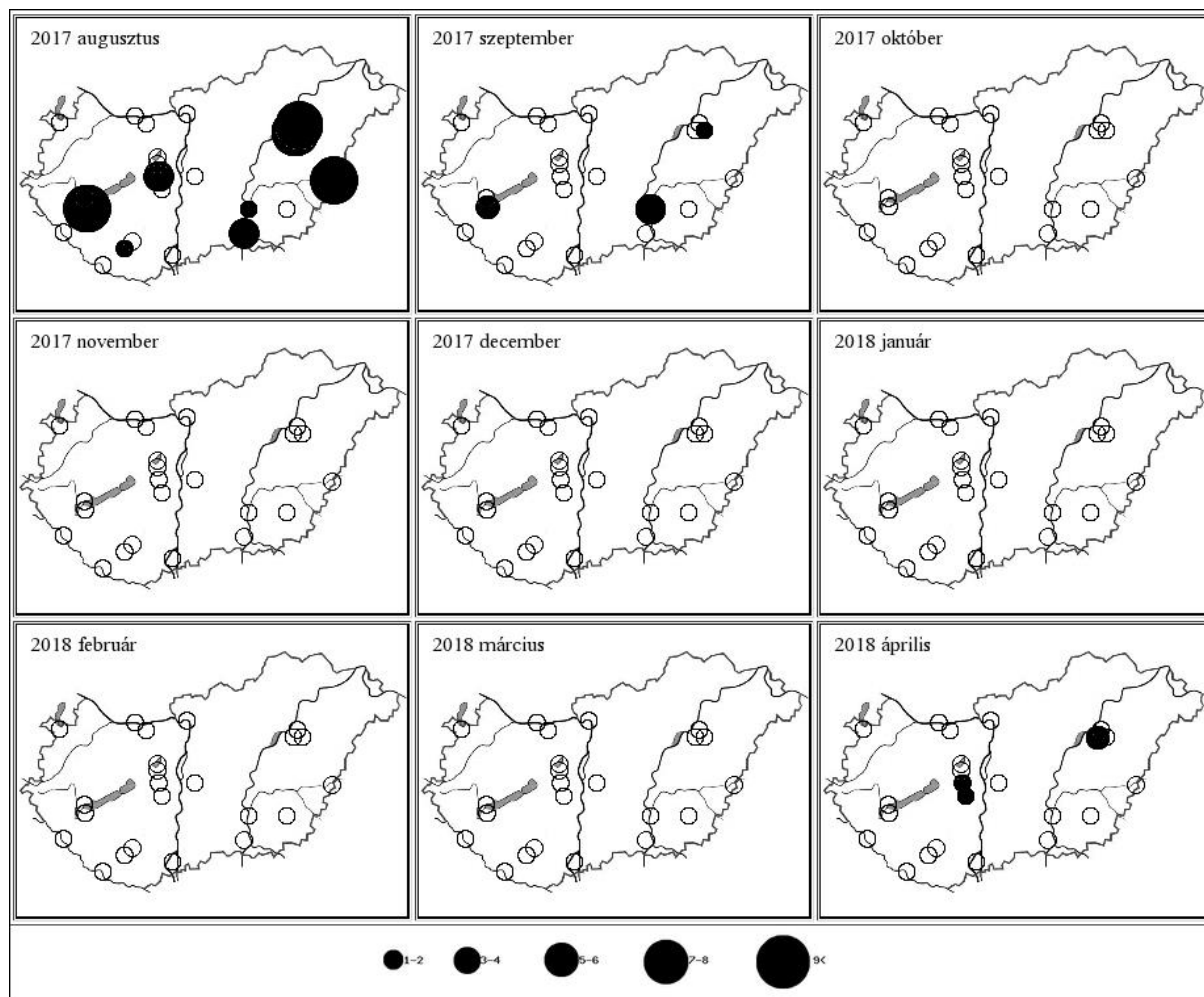 2017 augusztus
2017 szeptember
2017 október
2017 november
2017 december
2018 január
2018 február
2018 március
2018 április
1-2
3-4
5-6
7-8
9<